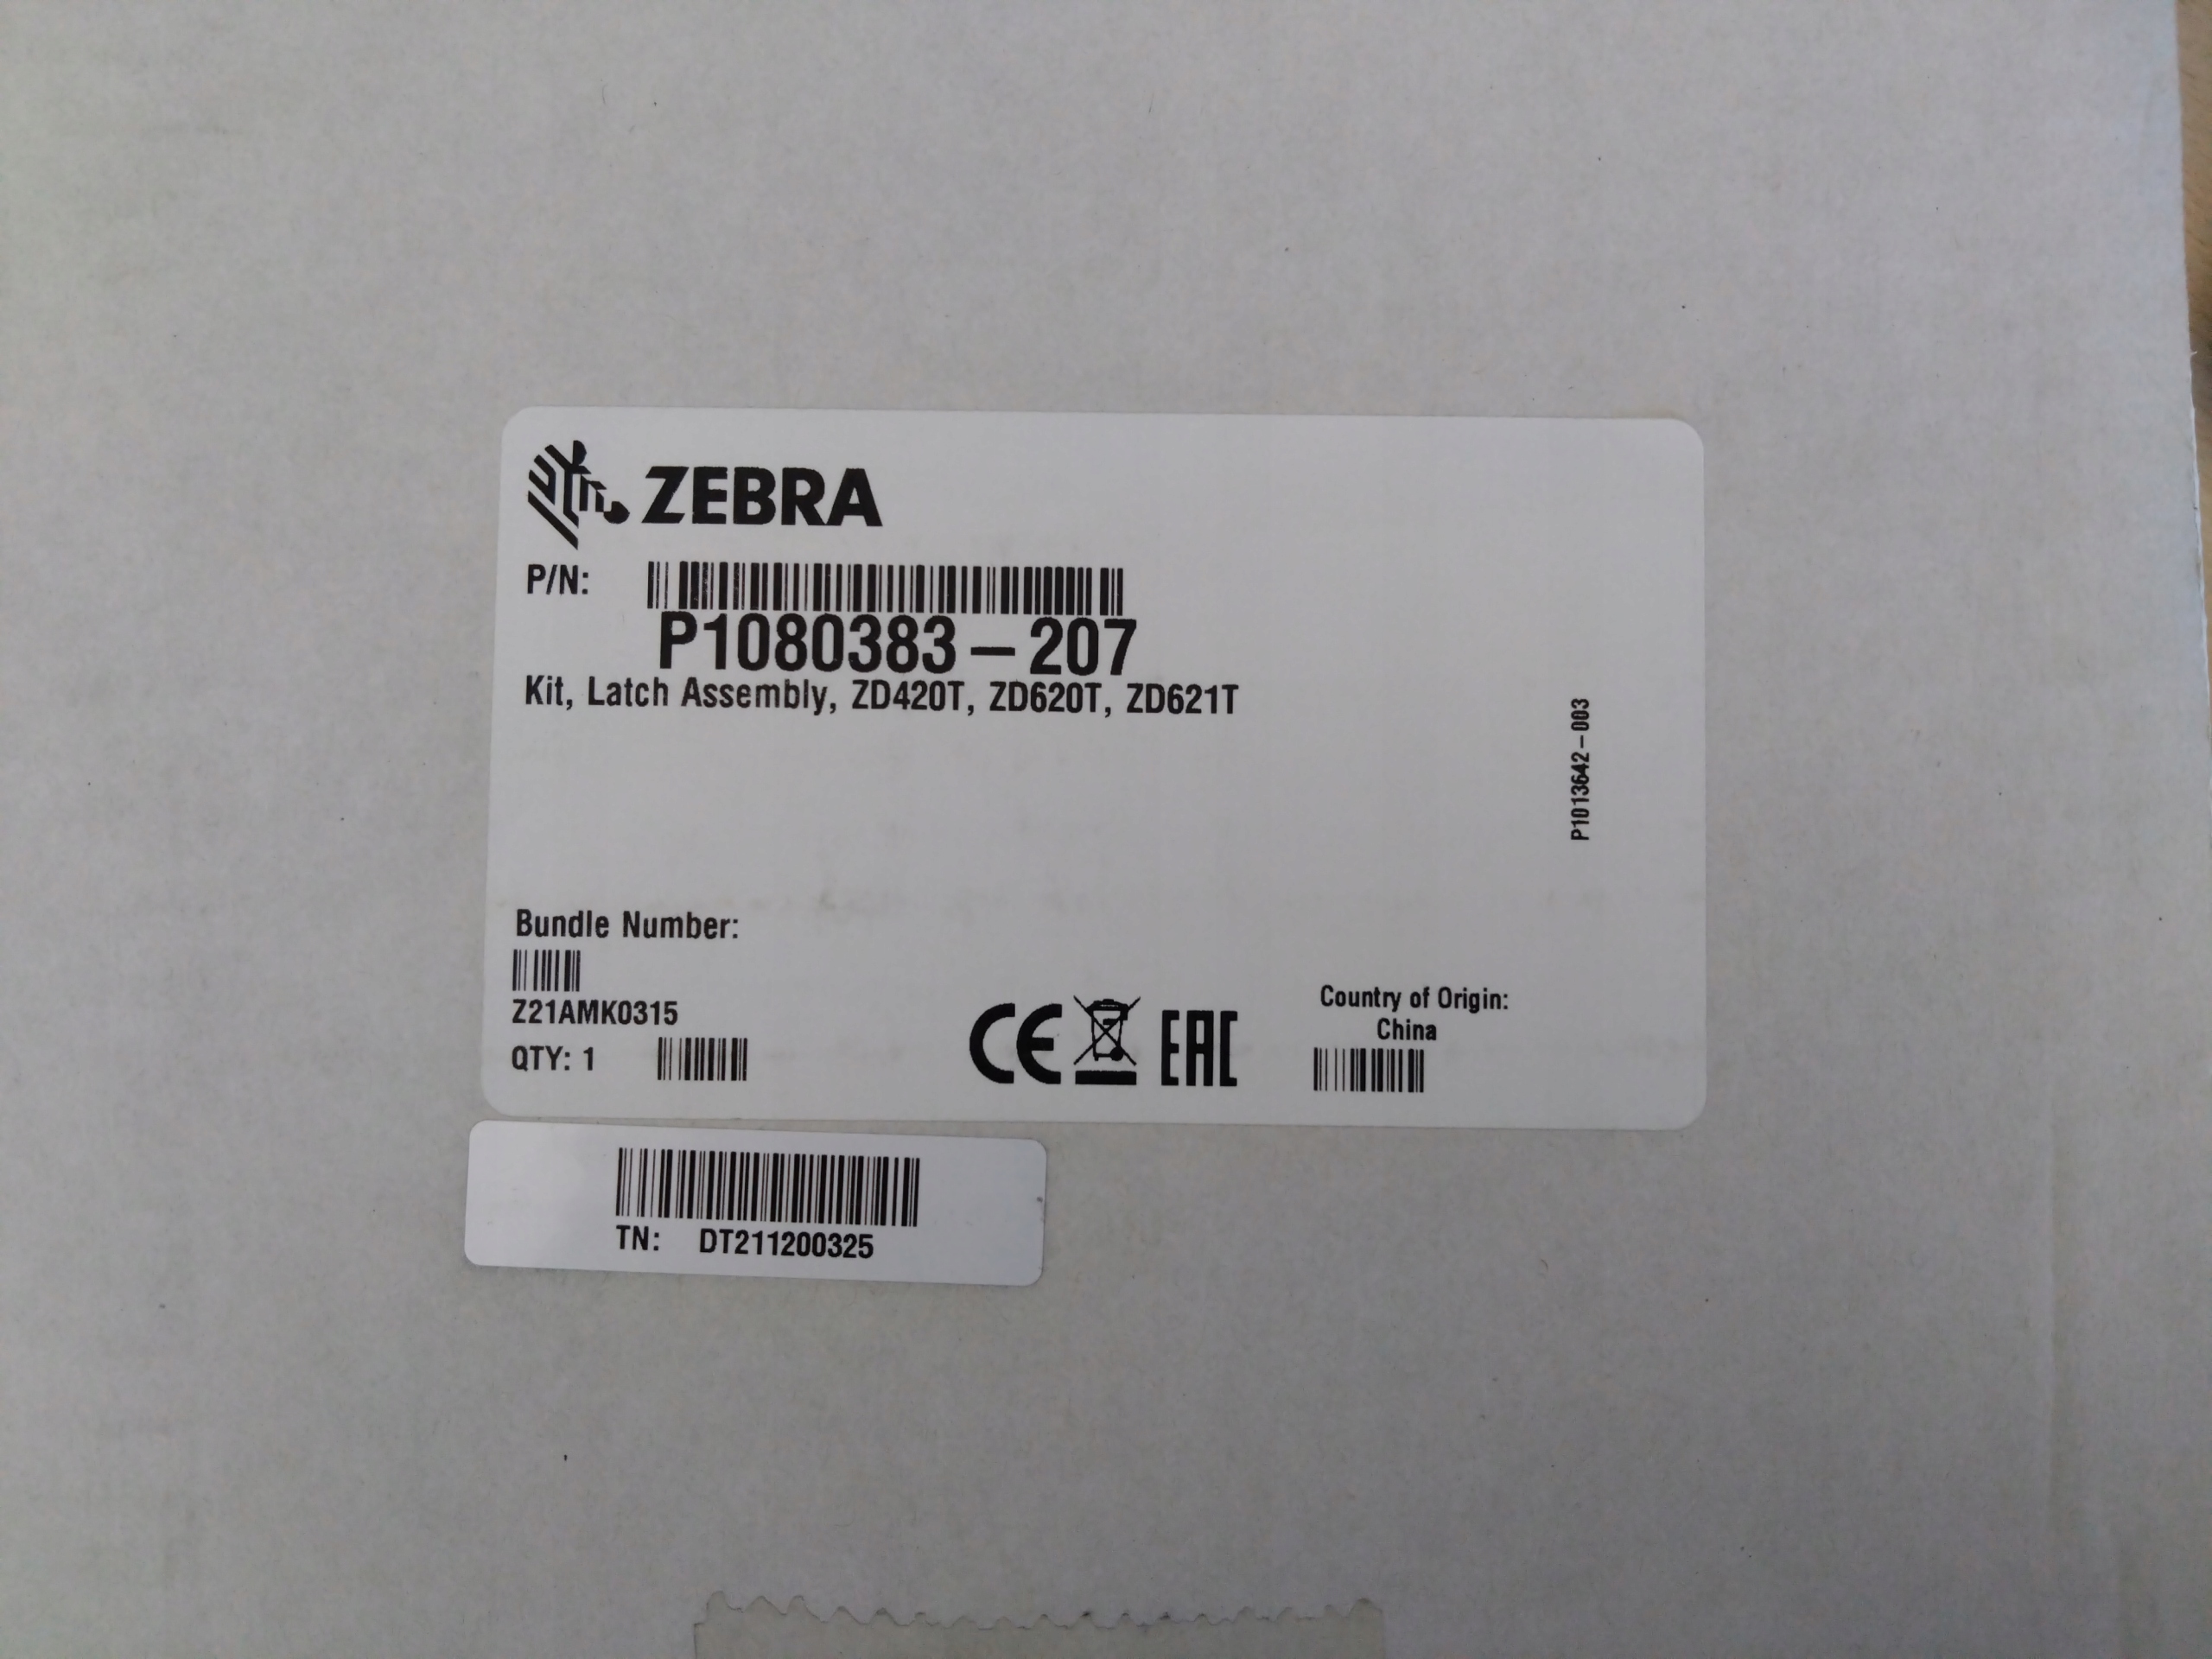 ZEBRA
P/N:
P1080383-207
Kit, Latch Assembly, ZD420T, ZD620T, ZD621T
P1013642-003
Bundle Number:
Z21AMK0315
QTY: 1
CE
EAC
Country of Origin:
China
TN: DT211200325